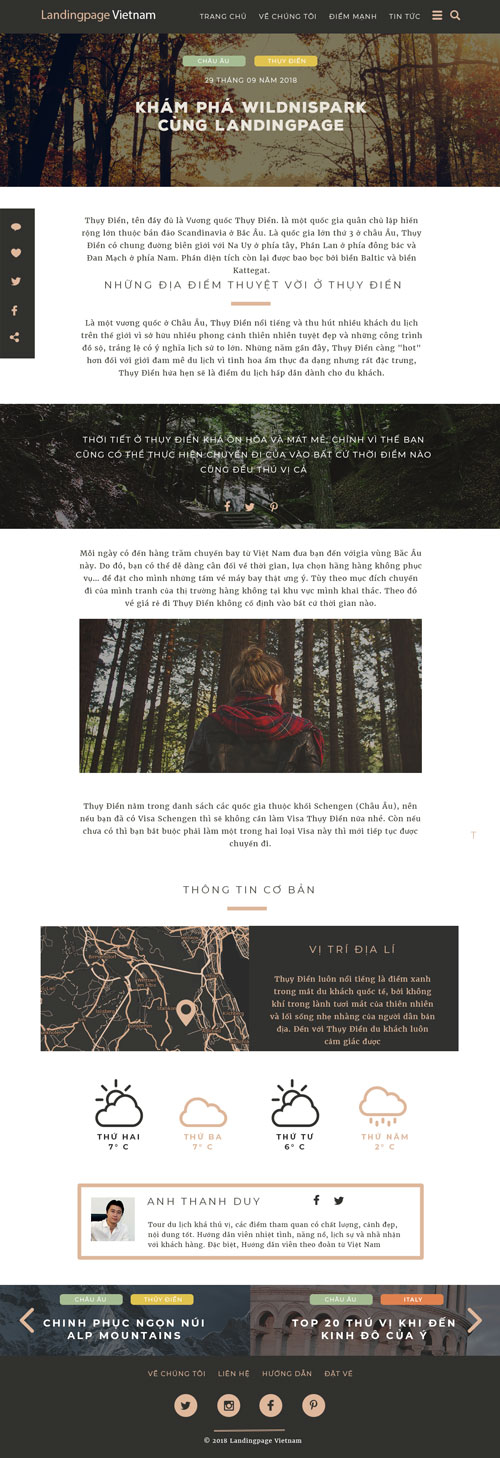 Landingpage Vietnam
TRANG CHỦ VỀ CHÚNG TÔI ĐIỂM MẠNH TIN TỨC
CHÂU ÂU THỤY ĐIỂN
29 THÁNG 09 NĂM 2018
KHÁM PHÁ WILDNISPARK
CÙNG LANDINGPAGE
Thụy Điển, tên đầy đủ là Vương quốc Thụy Điển. là một quốc gia quân chủ lập hiến
rộng lớn thuộc bán đảo Scandinavia ở Bắc Âu. Là quốc gia lớn thứ 3 ở châu Âu, Thụy
Điển có chung đường biên giới với Na Uy ở phía tây, Phần Lan ở phía đông bắc và
Đan Mạch ở phía Nam. Phần diện tích còn lại được bao bọc bởi biển Baltic và biển
Kattegat.
NHỮNG ĐỊA ĐIỂM THUYỆT VỜI Ở THỤY ĐIỂN
Là một vương quốc ở Châu Âu, Thụy Điển nổi tiếng và thu hút nhiều khách du lịch
trên thế giới vì sở hữu nhiều phong cảnh thiên nhiên tuyệt đẹp và những công trình
đồ sộ, tráng lệ có ý nghĩa lịch sử to lớn. Những năm gần đây, Thụy Điển càng "hot"
hơn đối với giới đam mê du lịch vì tinh hoa ẩm thực đa dạng nhưng rất đặc trưng,
Thụy Điển hứa hẹn sẽ là điểm du lịch hấp dẫn dành cho du khách.
THỜI TIẾT Ở THỤY ĐIỂN KHÁ ÔN HÒA VÀ MÁT MẺ, CHÍNH VÌ THẾ BẠN
CŨNG CÓ THỂ THỰC HIỆN CHUYẾN ĐI CỦA VÀO BẤT CỨ THỜI ĐIỂM NÀO
CŨNG ĐỀU THÚ VỊ CẢ
Mỗi ngày có đến hàng trăm chuyến bay từ Việt Nam đưa bạn đến vớigia vùng Bắc Âu
này. Do đó, bạn có thể dễ dàng cân đối về thời gian, lựa chọn hãng hàng không phục
vụ... để đặt cho mình những tấm vé máy bay thật ưng ý. Tùy theo mục đích chuyến
đi của mình tranh của thị trường hàng không tại khu vực mình khai thác. Theo đó
vé giá rẻ đi Thụy Điển không cố định vào bất cứ thời gian nào.
Thụy Điển nằm trong danh sách các quốc gia thuộc khối Schengen (Châu Âu), nên
nếu bạn đã có Visa Schengen thì sẽ không cần làm Visa Thụy Điển nữa nhé. Còn nếu
chưa có thì bạn bắt buộc phải làm một trong hai loại Visa này thì mới tiếp tục được
chuyến đi.
T
THÔNG TIN CƠ BẢN
VỊ TRÍ ĐỊA LÍ
Thụy Điển luôn nổi tiếng là điểm xanh
trong mắt du khách quốc tế, bởi không
khí trong lành tươi mát của thiên nhiên
và lối sống nhẹ nhàng của người dân bản
địa. Đến với Thụy Điển du khách luôn
cảm giác được
THỨ HAI THỨ BA THỨ TƯ THỨ NĂM
7° C 7° C 6° C 2° C
ANH THANH DUY
Tour du lịch khá thú vị, các điểm tham quan có chất lượng, cảnh đẹp,
nội dung tốt. Hướng dẫn viên nhiệt tình, năng nổ, lịch sự và nhã nhặn
với khách hàng. Đặc biệt, Hướng dẫn viên theo đoàn từ Việt Nam
CHÂU ÂU THỤY ĐIỂN
CHINH PHỤC NGỌN NÚI
ALP MOUNTAINS
CHÂU ÂU ITALY
TOP 20 THÚ VỊ KHI ĐẾN
KINH ĐÔ CỦA Ý
VỀ CHÚNG TÔI LIÊN HỆ HƯỚNG DẪN ĐẶT VÉ
© 2018 Landingpage Vietnam